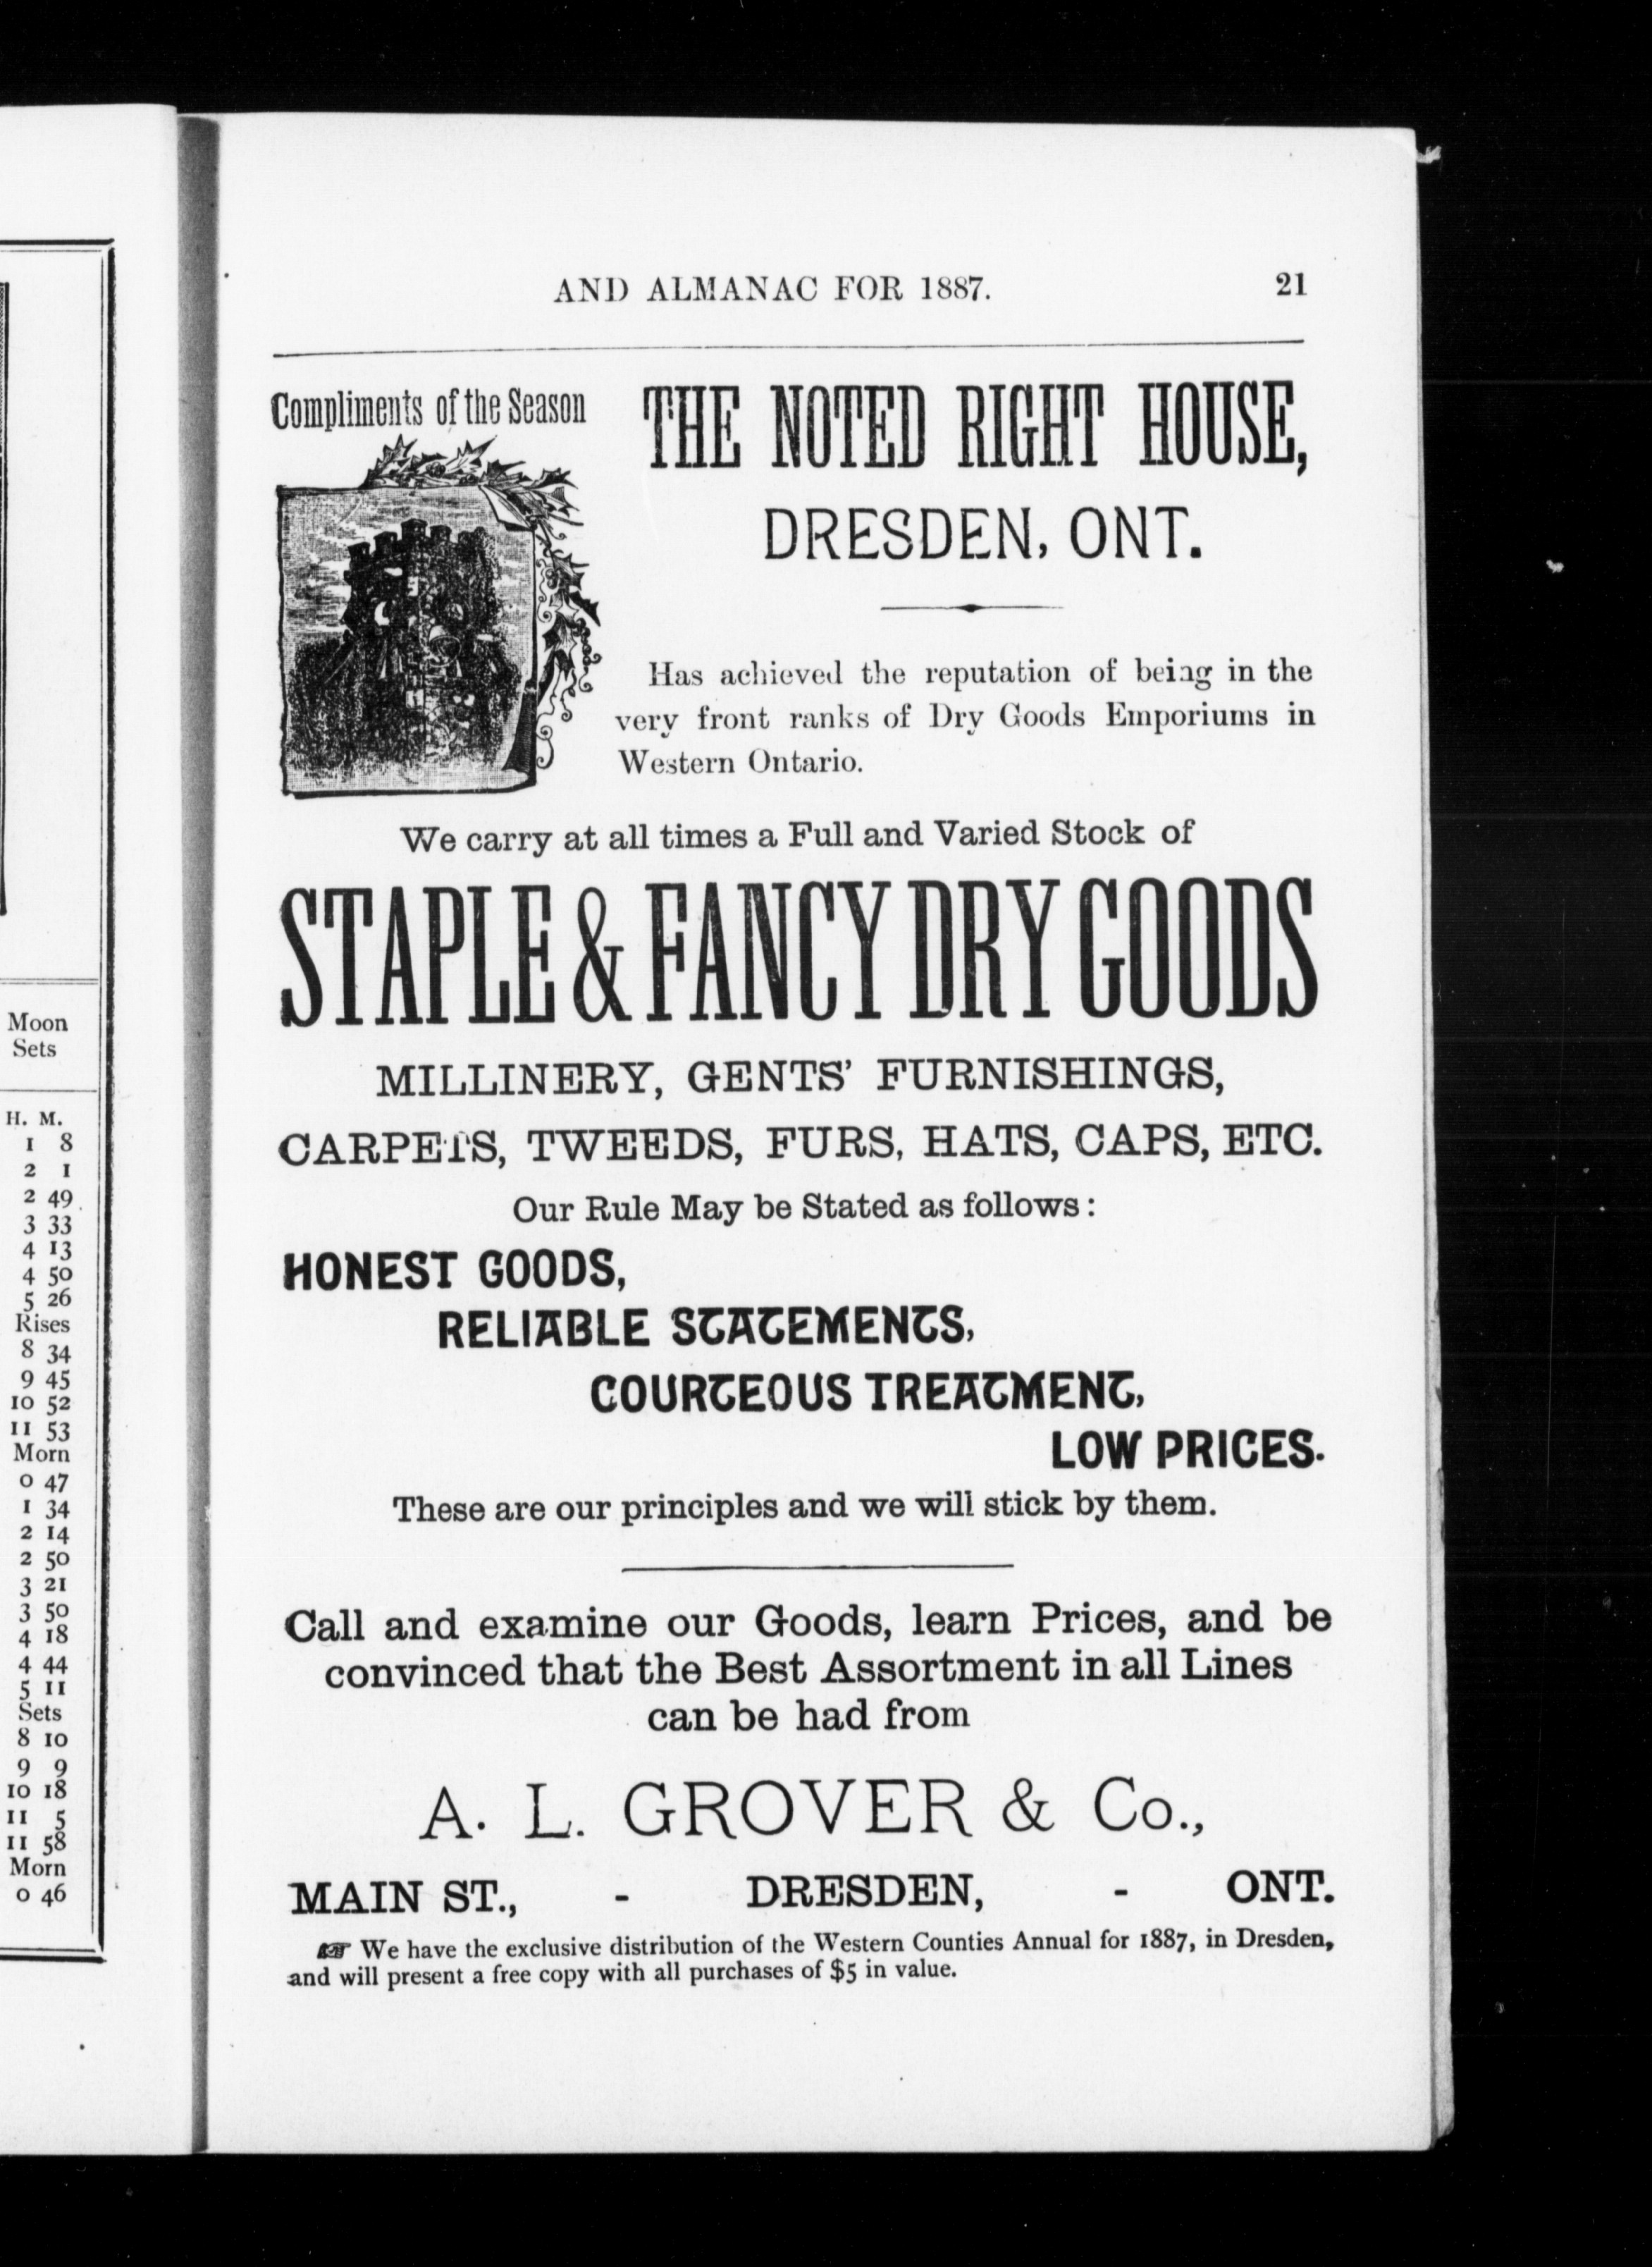 Moon
Sets
H. M.
1 8
2 1
2 49
3 33
4 13
4 50
5 26
Rises
8 34
9 45
10 52
11 53
Morn
0 47
1 34
2 14
2 50
3 21
3 50
4 18
4 44
5 11
Sets
8 10
9 9
10 18
11 5
11 58
Morn
0 46
AND ALMANAC FOR 1887. 21
Compliments of the Season
THE NOTED RIGHT HOUSE,
DRESDEN, ONT.
Has achieved the reputation of being in the
very front ranks of Dry Goods Emporiums in
Western Ontario.
We carry at all times a Full and Varied Stock of
STAPLE & FANCY DRY GOODS
MILLINERY, GENTS' FURNISHINGS,
CARPETS, TWEEDS, FURS, HATS, CAPS, ETC.
Our Rule May be Stated as follows:
HONEST GOODS,
RELIABLE STATEMENTS,
COURTEOUS TREATMENT,
LOW PRICES.
These are our principles and we will stick by them.
Call and examine our Goods, learn Prices, and be
convinced that the Best Assortment in all Lines
can be had from
A. L. GROVER & Co.,
MAIN ST., - DRESDEN, - ONT.
☞ We have the exclusive distribution of the Western Counties Annual for 1887, in Dresden,
and will present a free copy with all purchases of $5 in value.